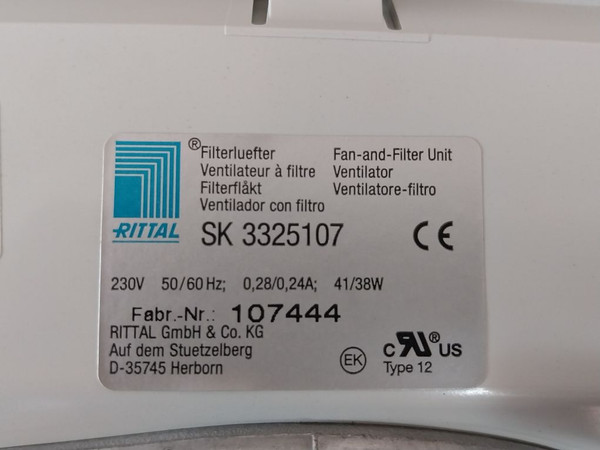 ®
Filterluefter Fan-and-Filter Unit
Ventilateur à filtre Ventilator
Filterflåkt Ventilatore-filtro
Ventilador con filtro
RITTAL
SK 3325107 CE
230V 50/60 Hz; 0,28/0,24A; 41/38W
Fabr.-Nr.: 107444
RITTAL GmbH & Co. KG
Auf dem Stuetzelberg
D-35745 Herborn
EK
c RU US
Type 12